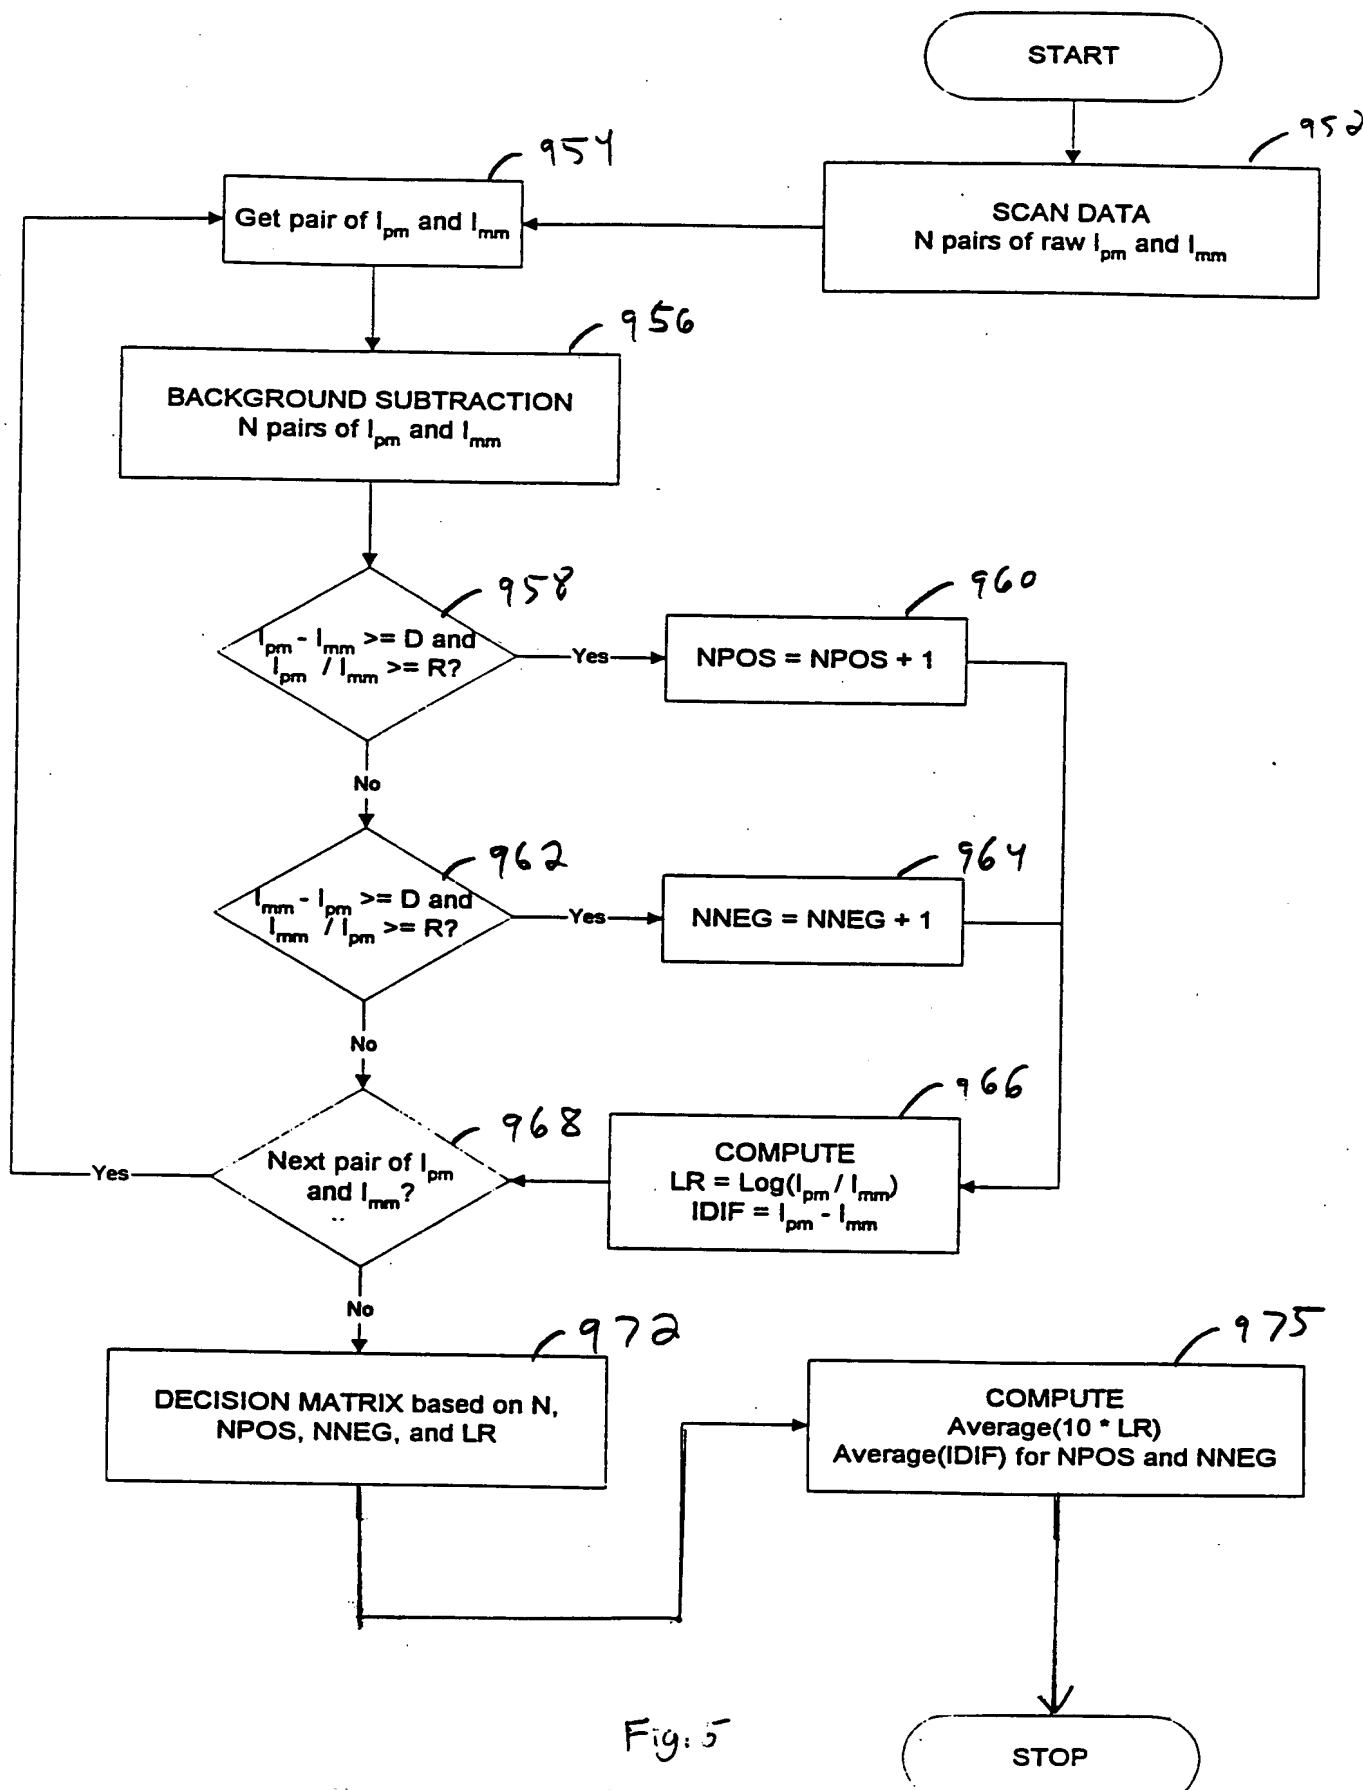 START
952
SCAN DATA
N pairs of raw Ipm and Imm
954
Get pair of Ipm and Imm
956
BACKGROUND SUBTRACTION
N pairs of Ipm and Imm
958
Ipm - Imm >= D and
Ipm / Imm >= R?
Yes
960
NPOS = NPOS + 1
No
962
Imm - Ipm >= D and
Imm / Ipm >= R?
Yes
964
NNEG = NNEG + 1
No
966
COMPUTE
LR = Log(Ipm / Imm)
IDIF = Ipm - Imm
968
Next pair of Ipm
and Imm?
Yes
No
972
DECISION MATRIX based on N,
NPOS, NNEG, and LR
975
COMPUTE
Average(10 * LR)
Average(IDIF) for NPOS and NNEG
STOP
Fig. 5